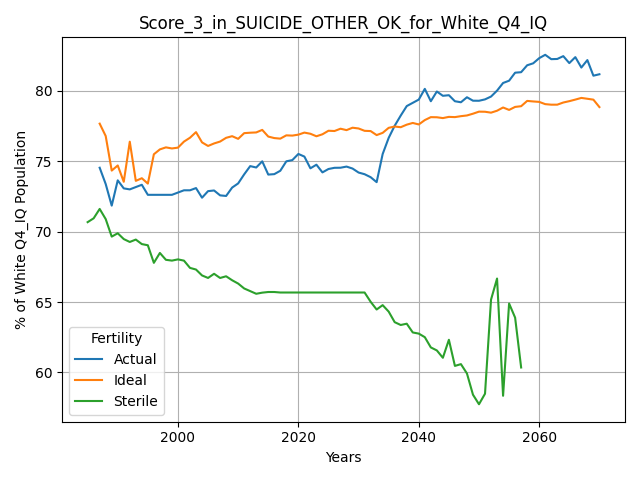 Score_3_in_SUICIDE_OTHER_OK_for_White_Q4_IQ
% of White Q4_IQ Population
80
75
70
65
60
Fertility
Actual
Ideal
Sterile
2000
2020
2040
2060
Years